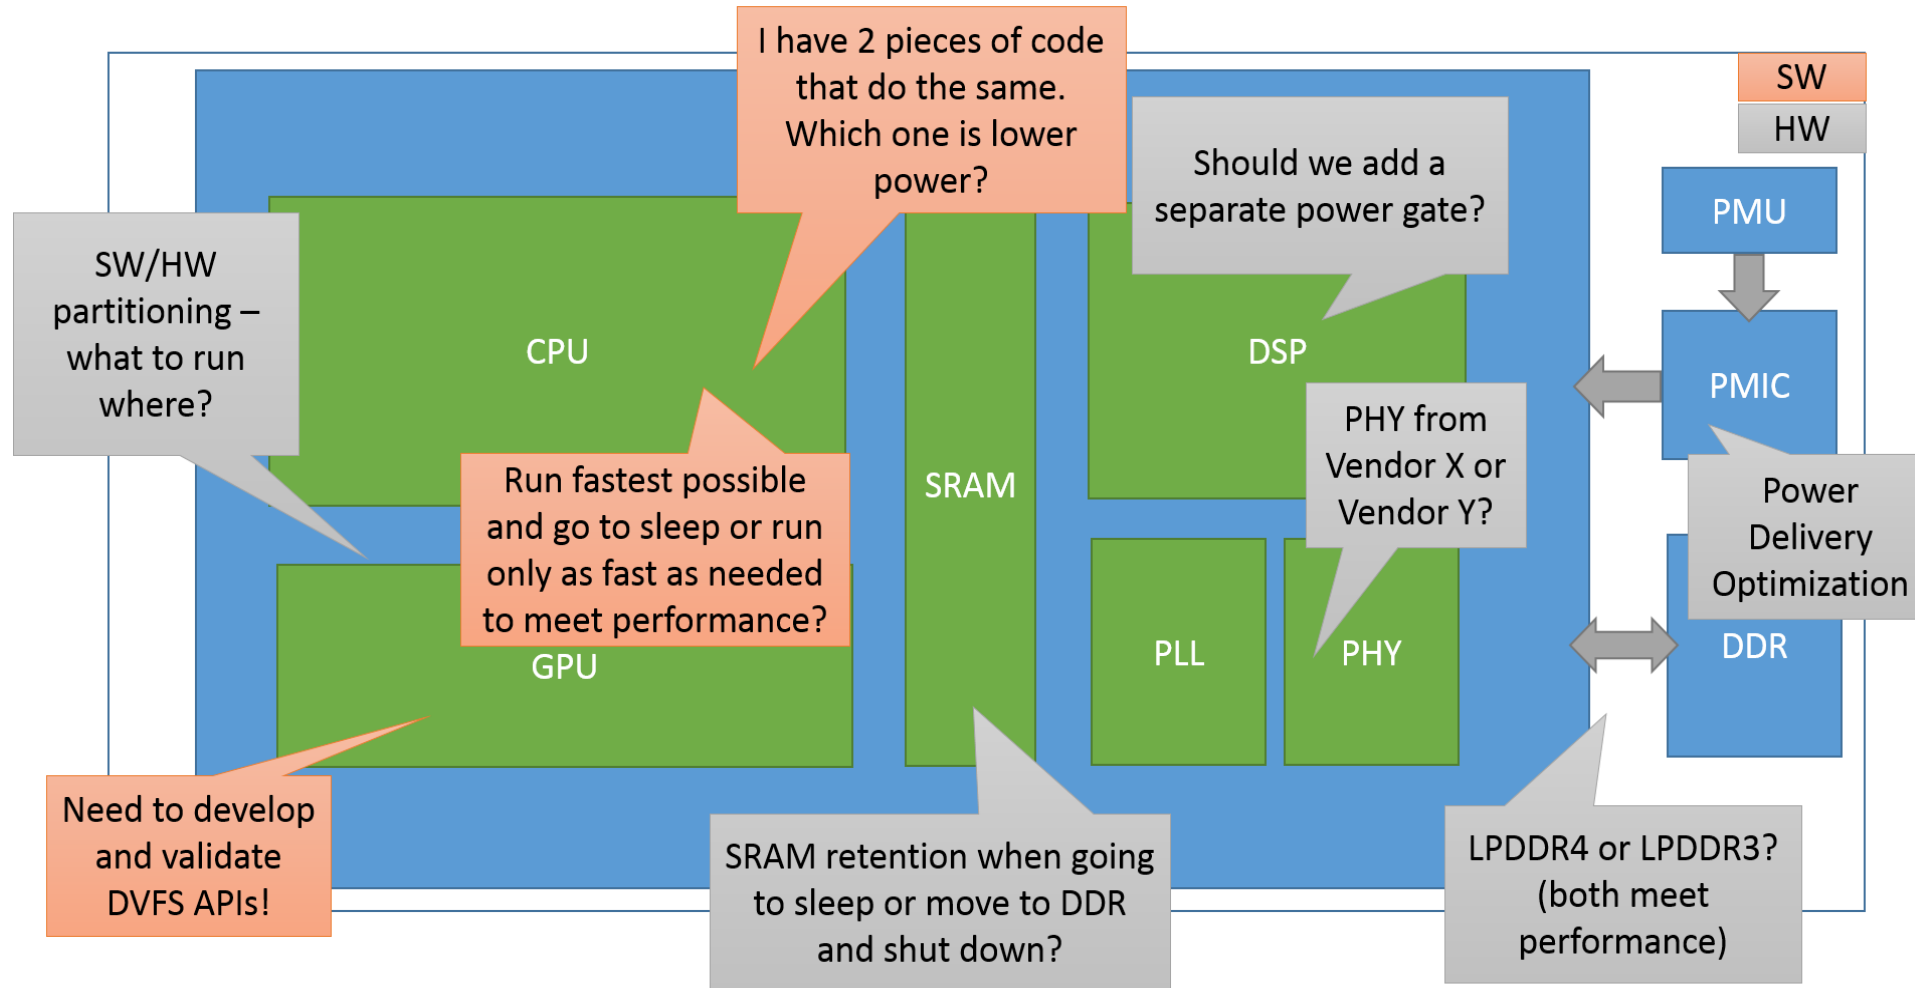 I have 2 pieces of code
that do the same.
Which one is lower
power?
SW
HW
Should we add a
separate power gate?
PMU
SW/HW
partitioning –
what to run
where?
CPU
DSP
PMIC
PHY from
Vendor X or
Vendor Y?
Run fastest possible
and go to sleep or run
only as fast as needed
to meet performance?
SRAM
Power
Delivery
Optimization
GPU
PLL
PHY
DDR
Need to develop
and validate
DVFS APIs!
SRAM retention when going
to sleep or move to DDR
and shut down?
LPDDR4 or LPDDR3?
(both meet
performance)